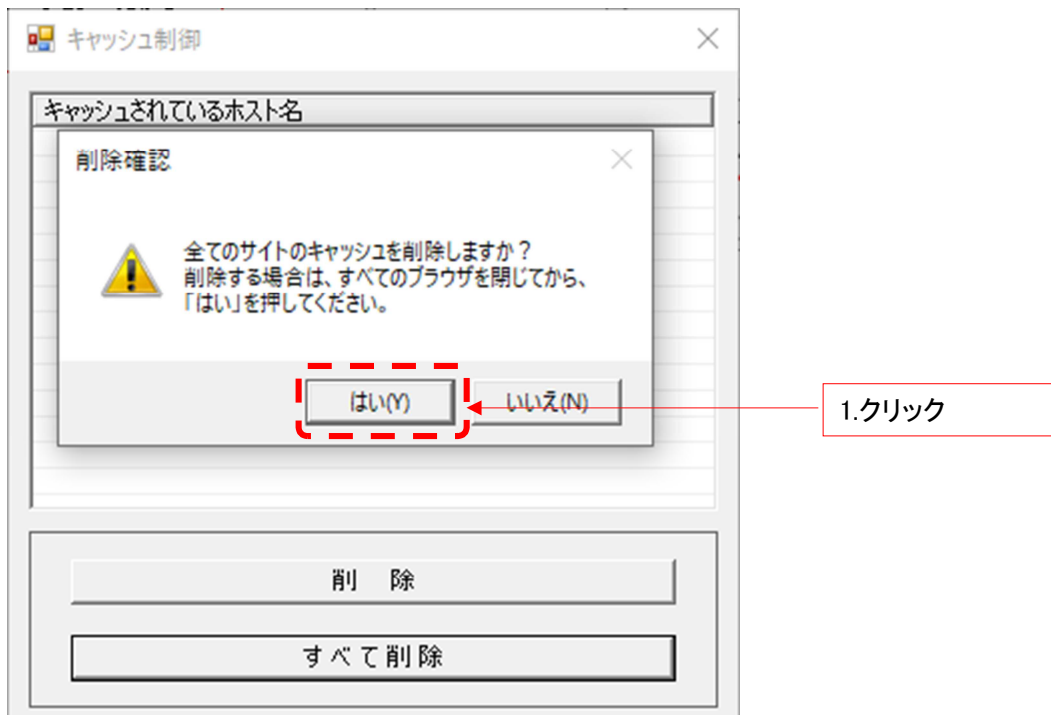 キャッシュ制御
キャッシュされているホスト名
削除確認
全てのサイトのキャッシュを削除しますか？
削除する場合は、すべてのブラウザを閉じてから、
「はい」を押してください。
はい(Y)
いいえ(N)
1.クリック
削　除
すべて削除